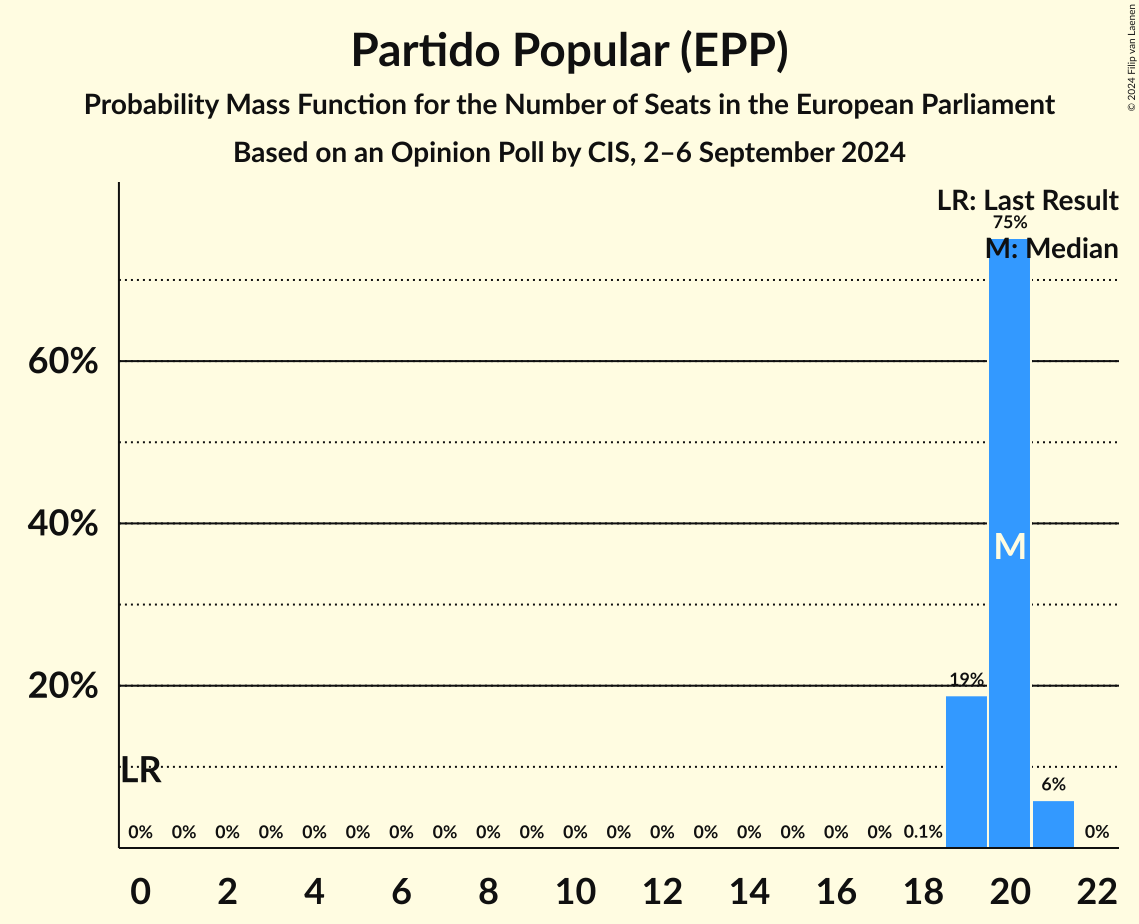 Partido Popular (EPP)
Probability Mass Function for the Number of Seats in the European Parliament
Based on an Opinion Poll by CIS, 2–6 September 2024
© 2024 Filip van Laenen
LR: Last Result
75%
M: Median
60%
40%
M
20%
19%
LR
6%
0% 0% 0% 0% 0% 0% 0% 0% 0% 0% 0% 0% 0% 0% 0% 0% 0% 0% 0.1% 0%
0 2 4 6 8 10 12 14 16 18 20 22